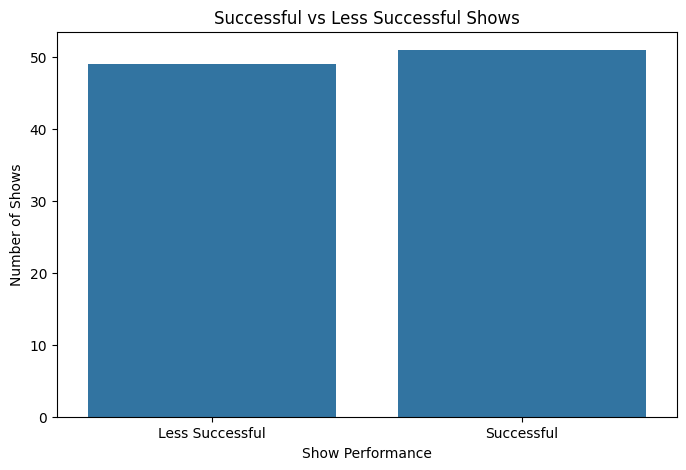 Successful vs Less Successful Shows
50
40
30
20
10
0
Number of Shows
Less Successful
Successful
Show Performance